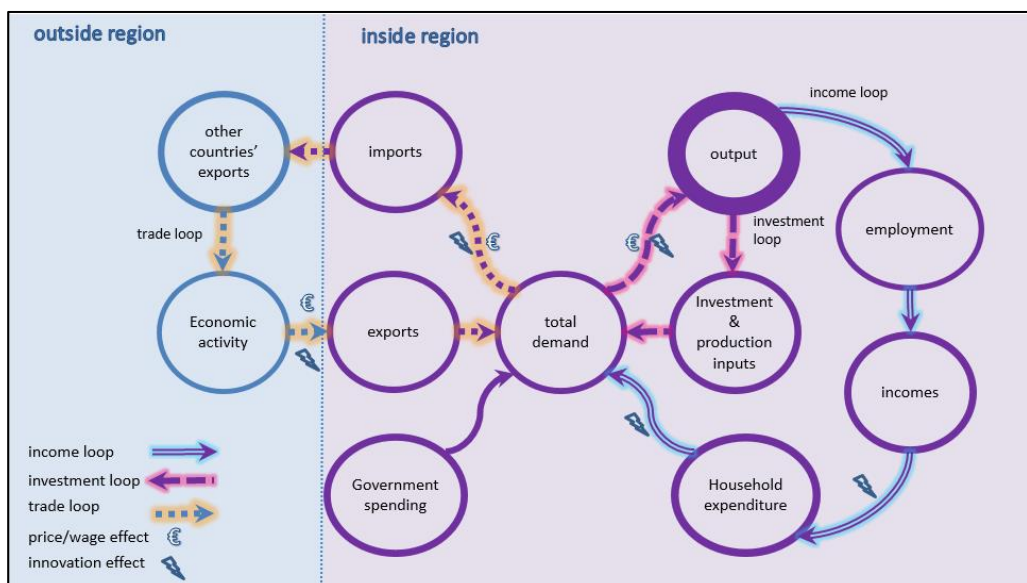 outside region
inside region
income loop
other
countries'
exports
imports
output
trade loop
investment
loop
employment
Economic
activity
exports
total
demand
Investment
&
production
inputs
incomes
Government
spending
Household
expenditure
income loop
investment loop
trade loop
price/wage effect
innovation effect